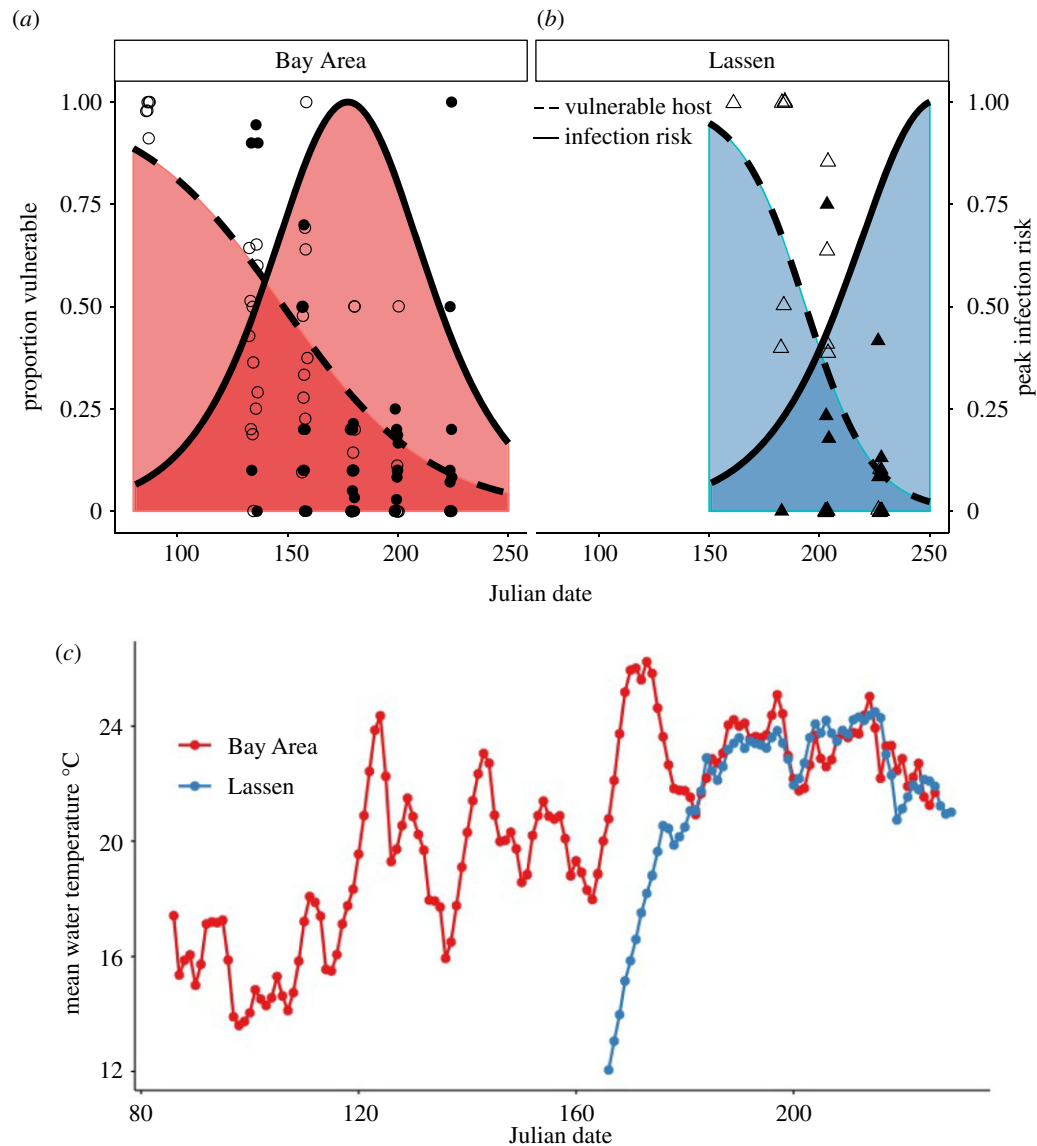 (a)
(b)
Bay Area
Lassen
1.00
0.75
0.50
0.25
0
proportion vulnerable
vulnerable host
infection risk
1.00
0.75
0.50
0.25
0
peak infection risk
100
150
200
250
100
150
200
250
Julian date
(c)
24
20
16
12
mean water temperature °C
Bay Area
Lassen
80
120
160
200
Julian date